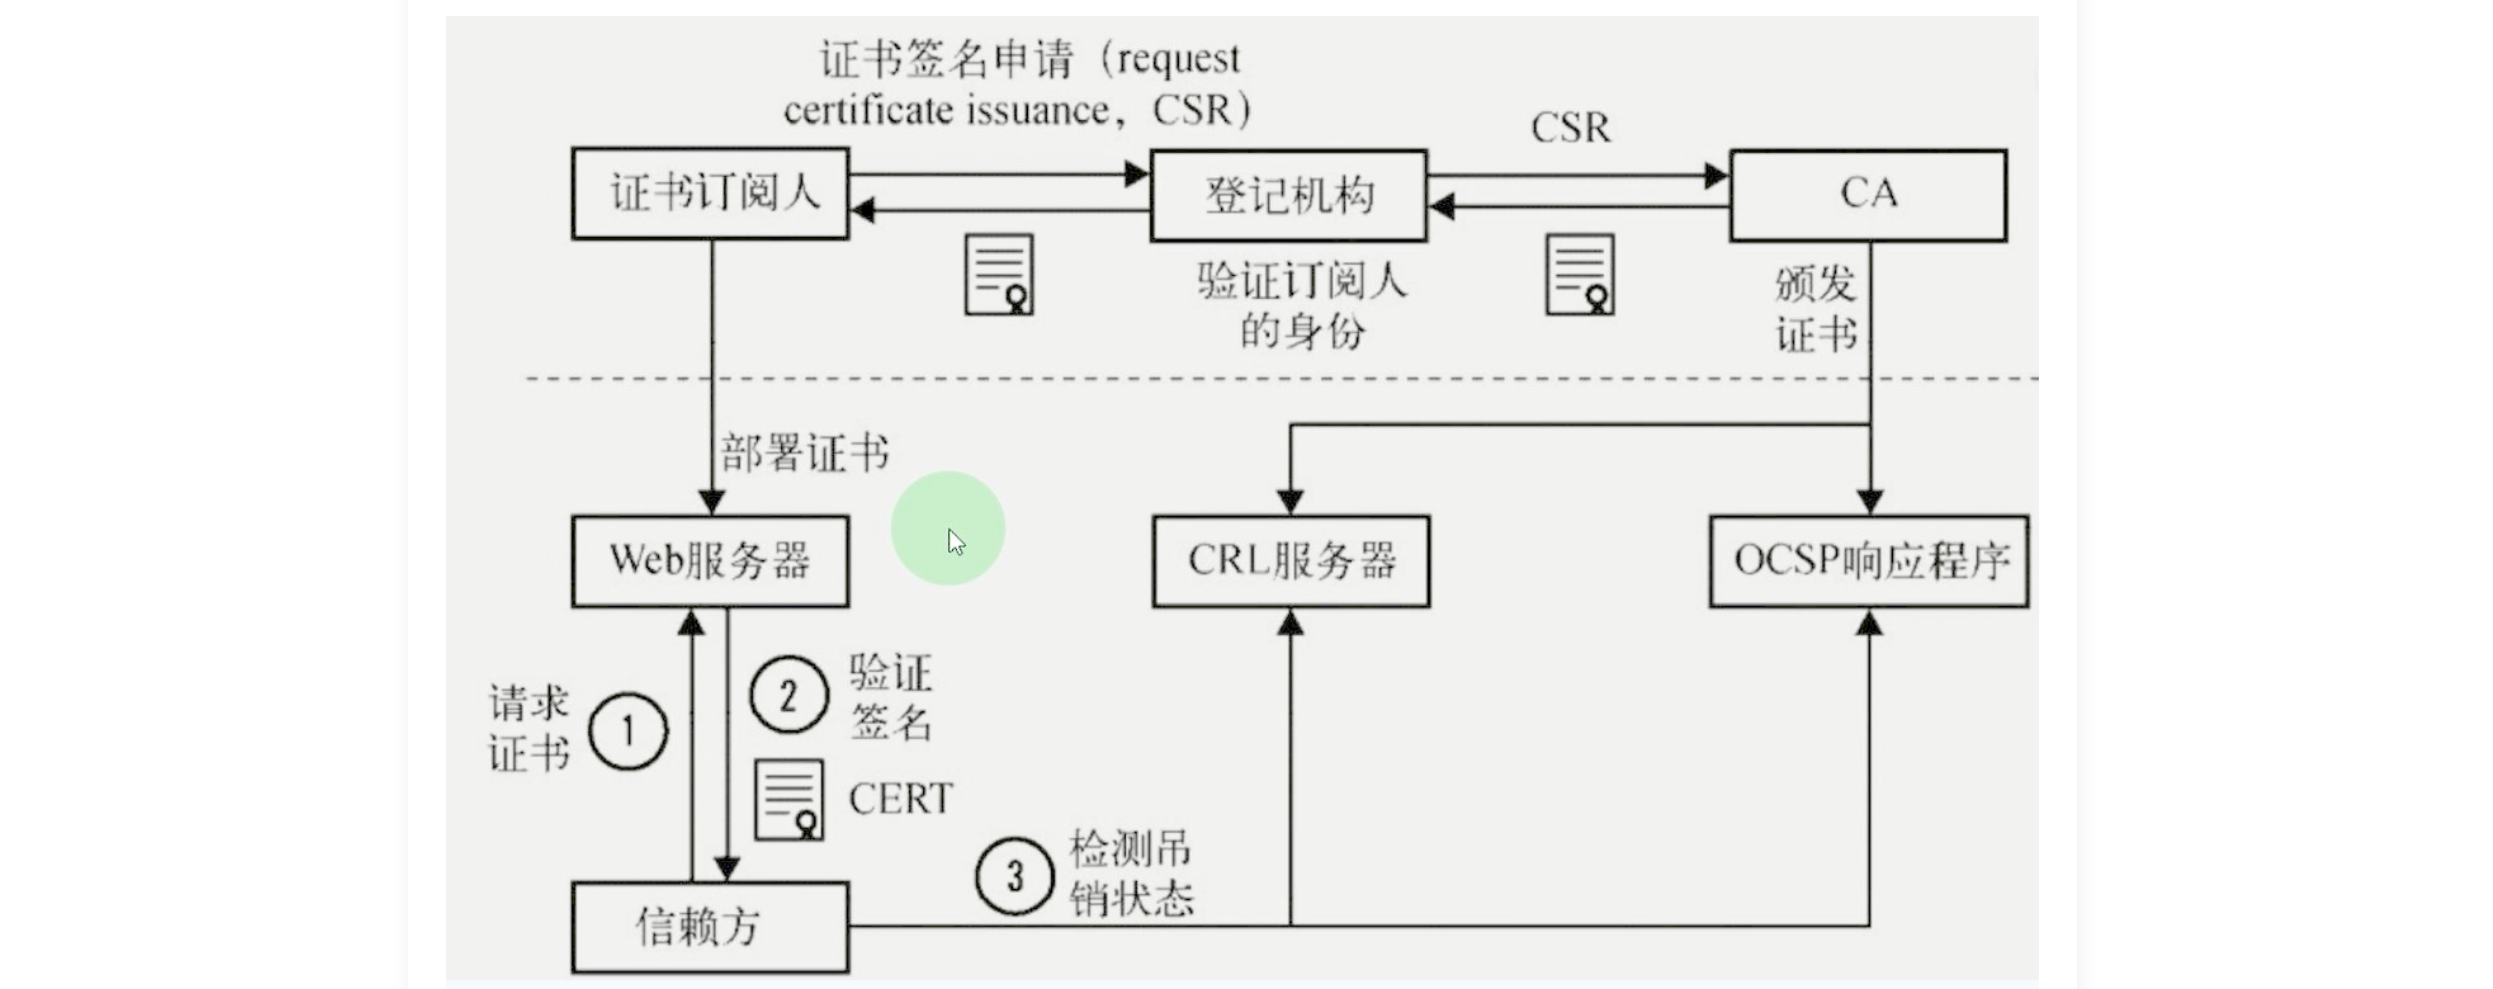 证书签名申请（request
certificate issuance，CSR）
CSR
证书订阅人
登记机构
CA
验证订阅人
的身份
颁发
证书
部署证书
Web服务器
CRL服务器
OCSP响应程序
请求
证书
1
2
验证
签名
CERT
3
检测吊
销状态
信赖方